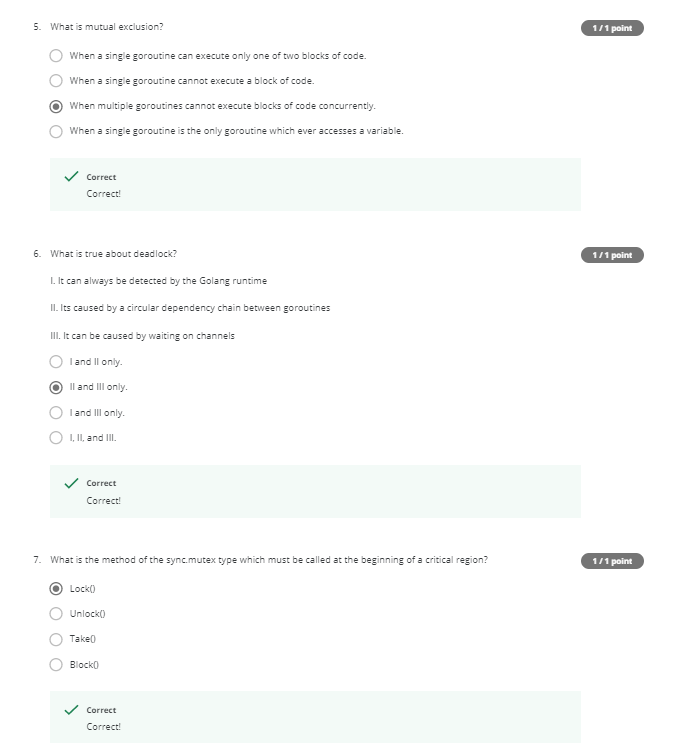 5. What is mutual exclusion?
1 / 1 point
When a single goroutine can execute only one of two blocks of code.
When a single goroutine cannot execute a block of code.
When multiple goroutines cannot execute blocks of code concurrently.
When a single goroutine is the only goroutine which ever accesses a variable.
Correct
Correct!
6. What is true about deadlock?
1 / 1 point
I. It can always be detected by the Golang runtime
II. Its caused by a circular dependency chain between goroutines
III. It can be caused by waiting on channels
I and II only.
II and III only.
I and III only.
I, II, and III.
Correct
Correct!
7. What is the method of the sync.mutex type which must be called at the beginning of a critical region?
1 / 1 point
Lock()
Unlock()
Take()
Block()
Correct
Correct!